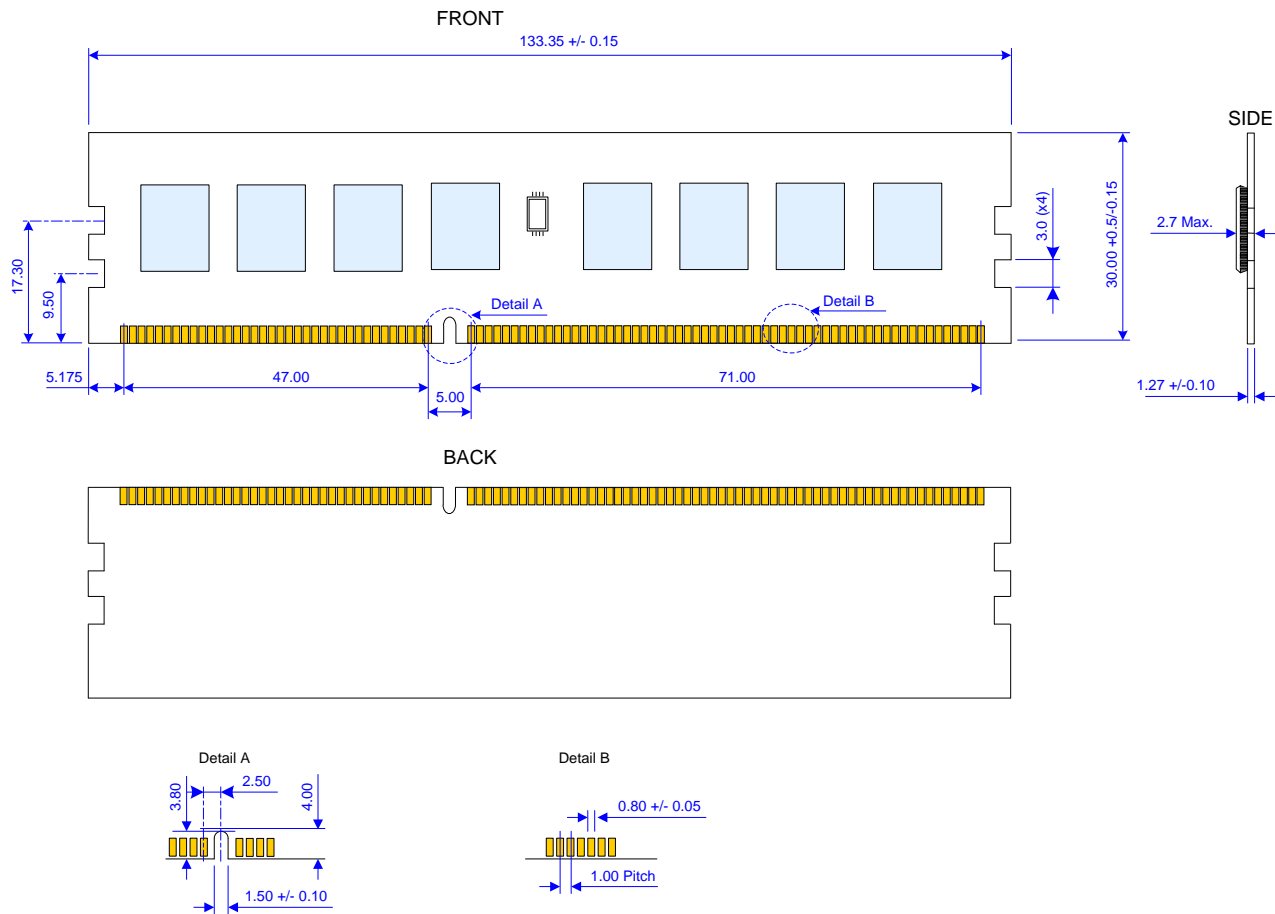 FRONT
133.35 +/- 0.15
SIDE
17.30
9.50
3.0 (x4)
30.00 +0.5/-0.15
2.7 Max.
Detail A
Detail B
5.175
47.00
5.00
71.00
1.27 +/-0.10
BACK
Detail A
3.80
2.50
4.00
1.50 +/- 0.10
Detail B
0.80 +/- 0.05
1.00 Pitch